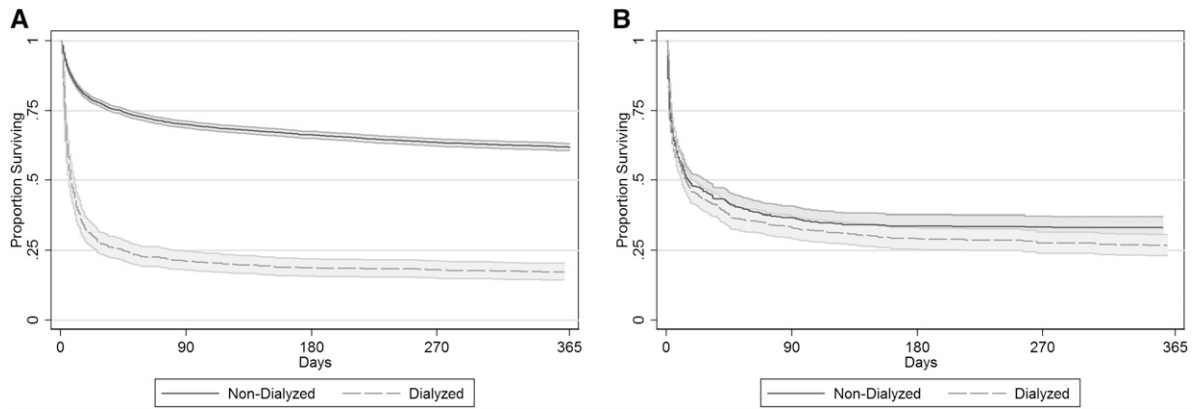 A
Proportion Surviving
1
.75
.5
.25
0
0 90 180 270 365
Days
Non-Dialyzed Dialyzed
B
Proportion Surviving
1
.75
.5
.25
0
0 90 180 270 365
Days
Non-Dialyzed Dialyzed